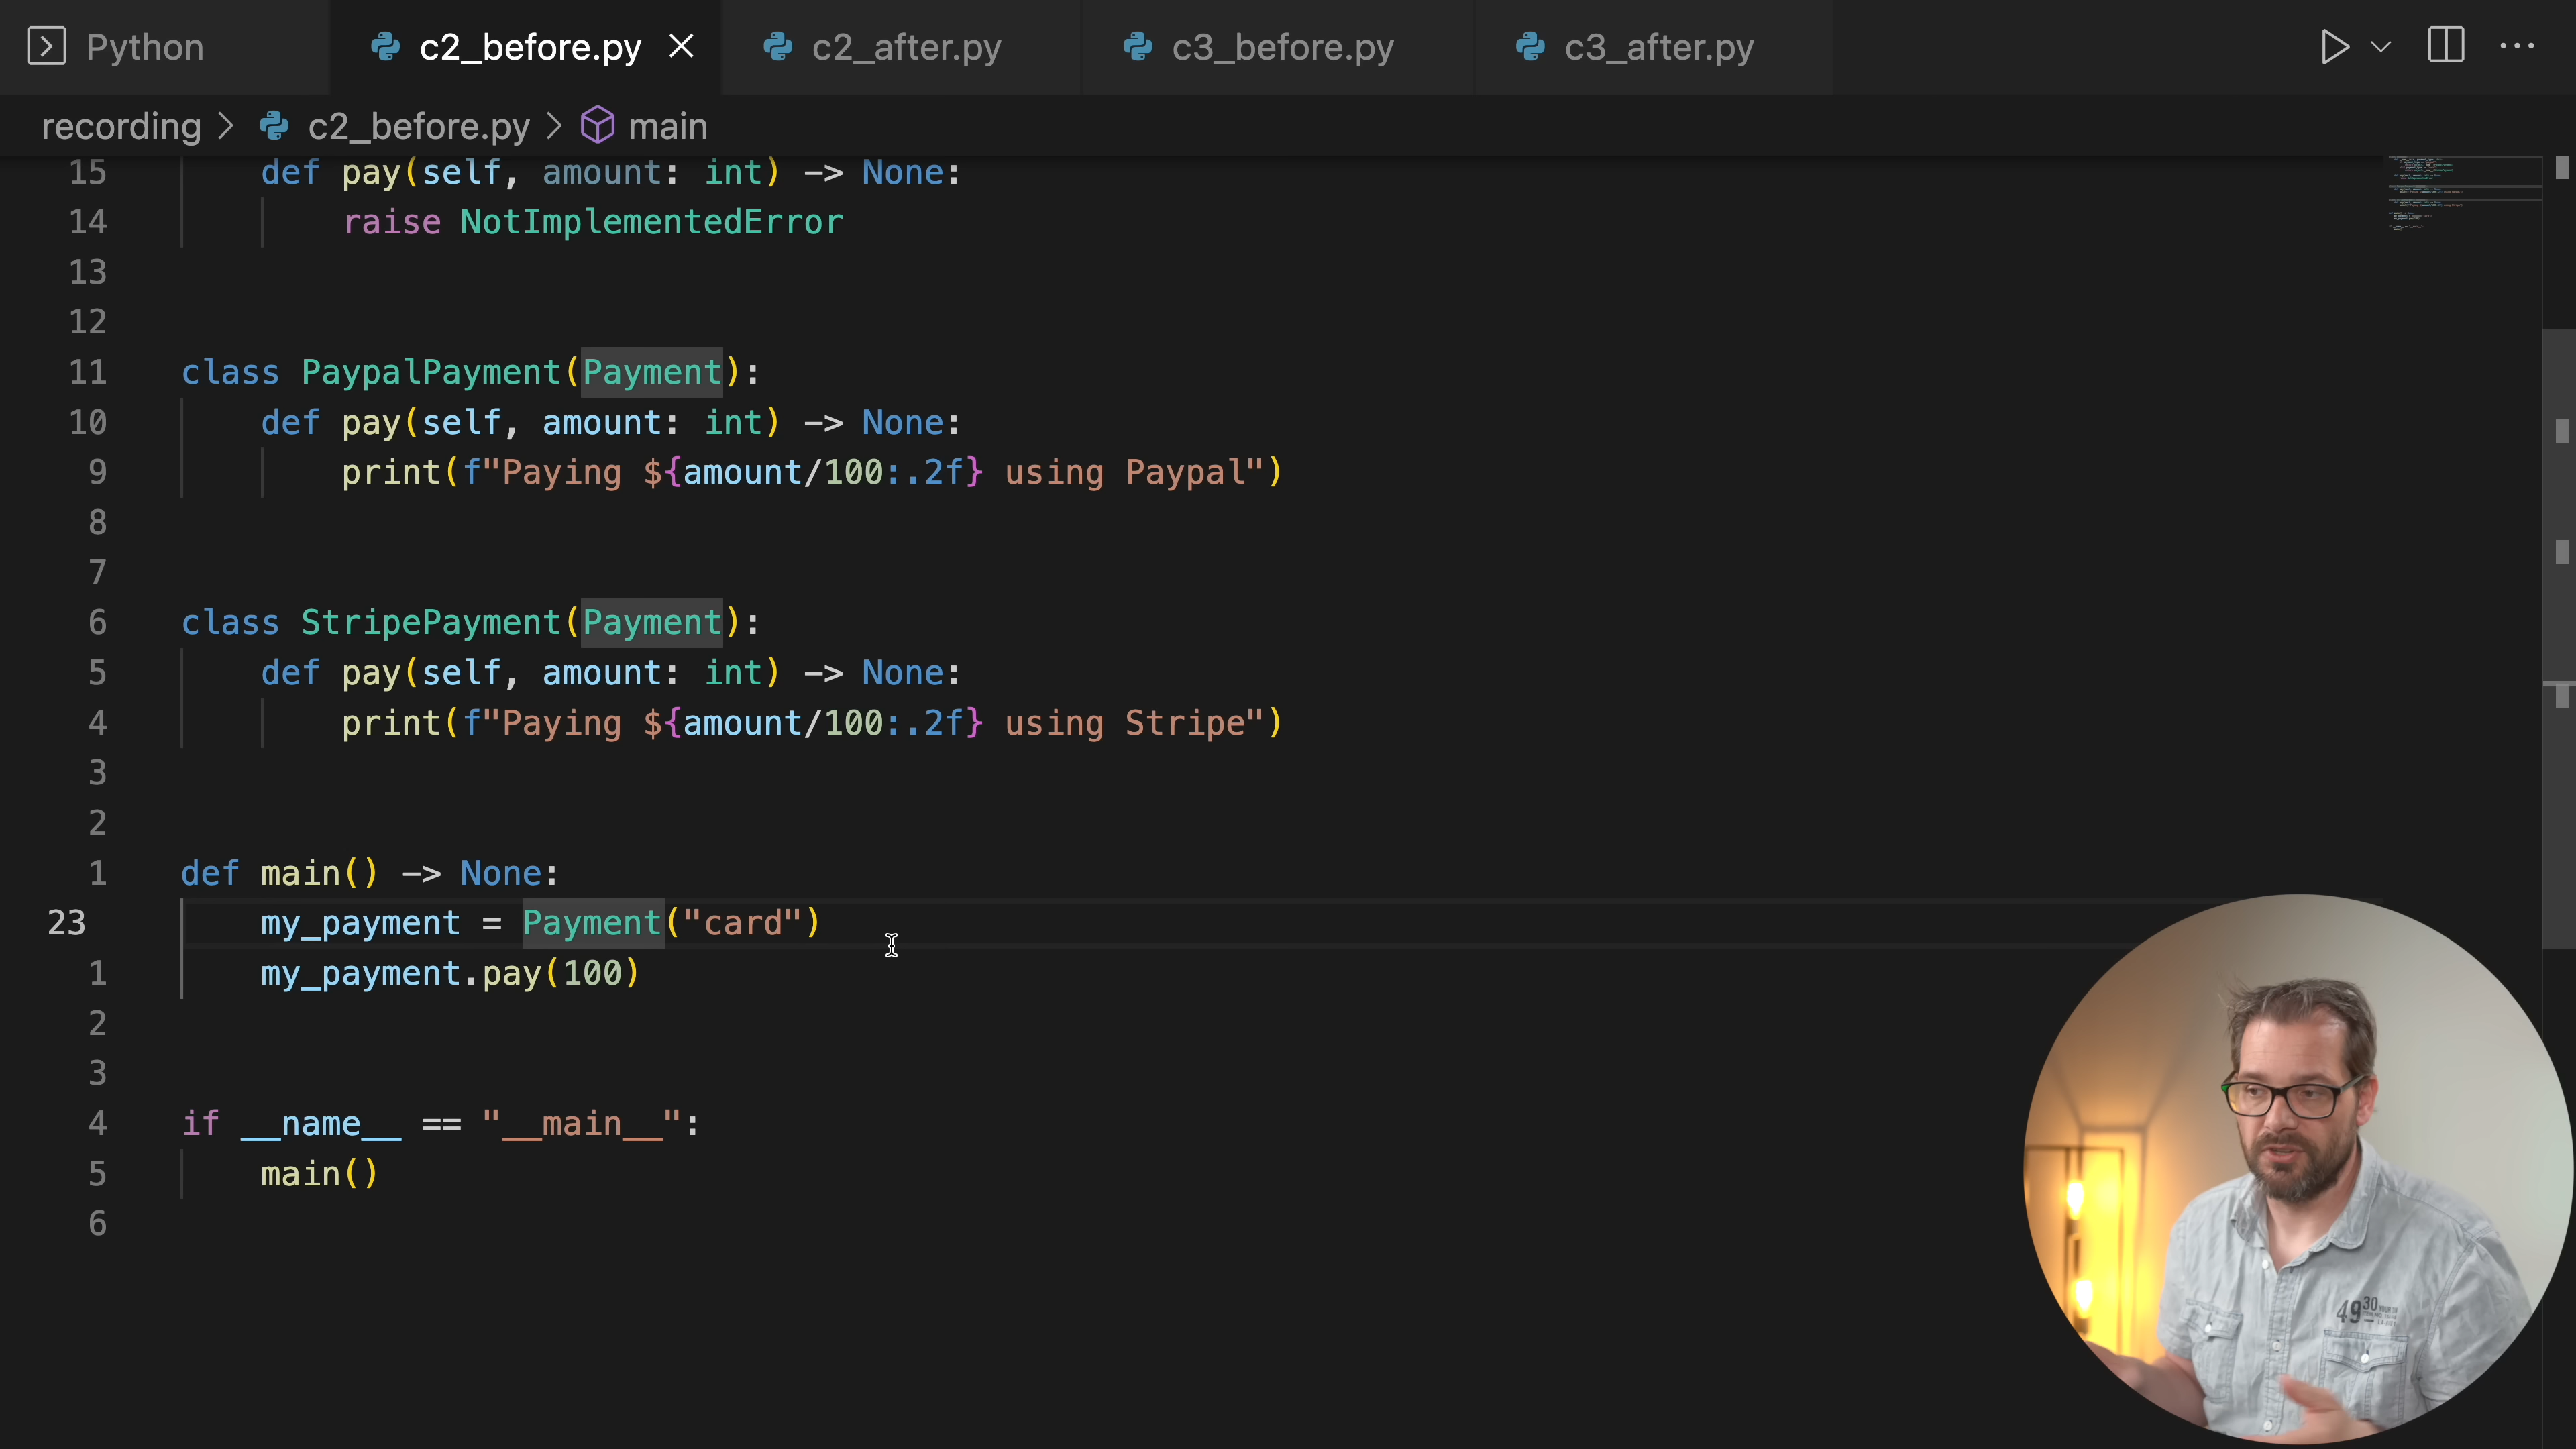 Python c2_before.py c2_after.py c3_before.py c3_after.py
recording > c2_before.py > main
15 def pay(self, amount: int) -> None:
14 raise NotImplementedError
13
12
11 class PaypalPayment(Payment):
10 def pay(self, amount: int) -> None:
9 print(f"Paying ${amount/100:.2f} using Paypal")
8
7
6 class StripePayment(Payment):
5 def pay(self, amount: int) -> None:
4 print(f"Paying ${amount/100:.2f} using Stripe")
3
2
1 def main() -> None:
23 my_payment = Payment("card")
1 my_payment.pay(100)
2
3
4 if __name__ == "__main__":
5 main()
6
49 30